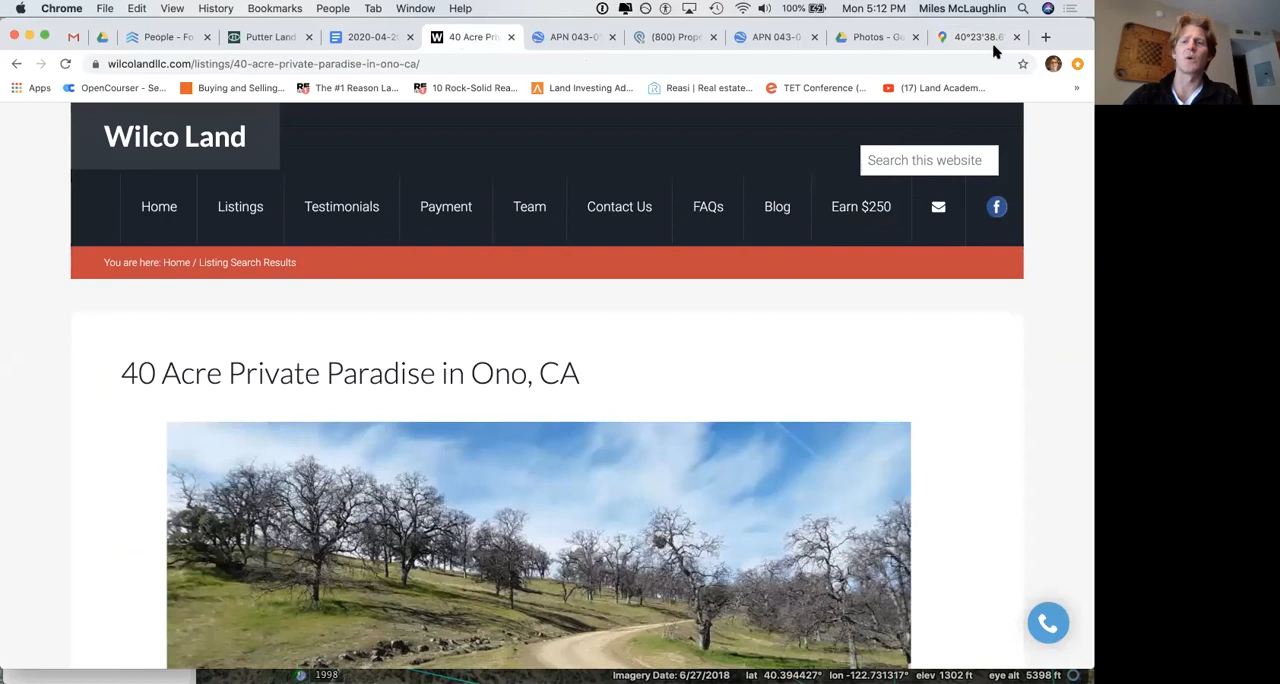 Chrome File Edit View History Bookmarks People Tab Window Help 100% Mon 5:12 PM Miles McLaughlin
People - Fo Putter Land 2020-04-2 40 Acre Pri APN 043-0 (800) Prope APN 043-0 Photos - Go 40°23'38.6
wilcolandllc.com/listings/40-acre-private-paradise-in-ono-ca/
Apps OpenCourser - Se... Buying and Selling... The #1 Reason La... 10 Rock-Solid Rea... Land Investing Ad... Reasi | Real estate... TET Conference (... (17) Land Academ... »
Wilco Land
Search this website
Home Listings Testimonials Payment Team Contact Us FAQs Blog Earn $250
You are here: Home / Listing Search Results
40 Acre Private Paradise in Ono, CA
1998 Imagery Date: 6/27/2018 lat 40.394427° lon -122.731317° elev 1302 ft eye alt 5398 ft